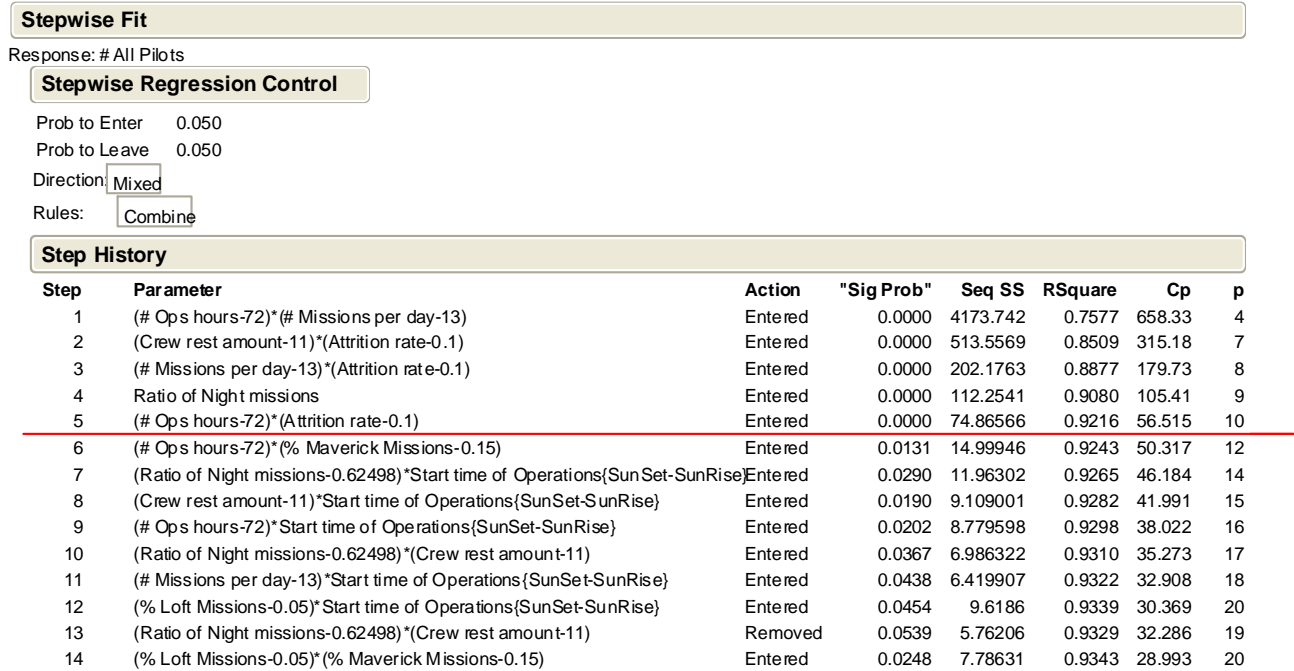 Stepwise Fit
Response: # All Pilots
Stepwise Regression Control
Prob to Enter 0.050
Prob to Leave 0.050
Direction: Mixed
Rules: Combine
Step History
Step Parameter Action "Sig Prob" Seq SS RSquare Cp p
1 (# Ops hours-72)*(# Missions per day-13) Entered 0.0000 4173.742 0.7577 658.33 4
2 (Crew rest amount-11)*(Attrition rate-0.1) Entered 0.0000 513.5569 0.8509 315.18 7
3 (# Missions per day-13)*(Attrition rate-0.1) Entered 0.0000 202.1763 0.8877 179.73 8
4 Ratio of Night missions Entered 0.0000 112.2541 0.9080 105.41 9
5 (# Ops hours-72)*(Attrition rate-0.1) Entered 0.0000 74.86566 0.9216 56.515 10
6 (# Ops hours-72)*(% Maverick Missions-0.15) Entered 0.0131 14.99946 0.9243 50.317 12
7 (Ratio of Night missions-0.62498)*Start time of Operations{SunSet-SunRise} Entered 0.0290 11.96302 0.9265 46.184 14
8 (Crew rest amount-11)*Start time of Operations{SunSet-SunRise} Entered 0.0190 9.109001 0.9282 41.991 15
9 (# Ops hours-72)*Start time of Operations{SunSet-SunRise} Entered 0.0202 8.779598 0.9298 38.022 16
10 (Ratio of Night missions-0.62498)*(Crew rest amount-11) Entered 0.0367 6.986322 0.9310 35.273 17
11 (# Missions per day-13)*Start time of Operations{SunSet-SunRise} Entered 0.0438 6.419907 0.9322 32.908 18
12 (% Loft Missions-0.05)*Start time of Operations{SunSet-SunRise} Entered 0.0454 9.6186 0.9339 30.369 20
13 (Ratio of Night missions-0.62498)*(Crew rest amount-11) Removed 0.0539 5.76206 0.9329 32.286 19
14 (% Loft Missions-0.05)*(% Maverick Missions-0.15) Entered 0.0248 7.78631 0.9343 28.993 20